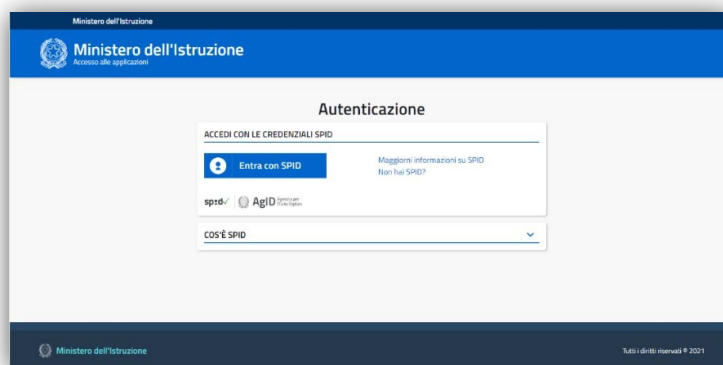 Ministero dell'Istruzione
Ministero dell'Istruzione
Accesso alle applicazioni
Autenticazione
ACCEDI CON LE CREDENZIALI SPID
Entra con SPID
Maggiorni informazioni su SPID
Non hai SPID?
spid
AgID
COS'È SPID
Ministero dell'Istruzione
Tutti i diritti riservati © 2021